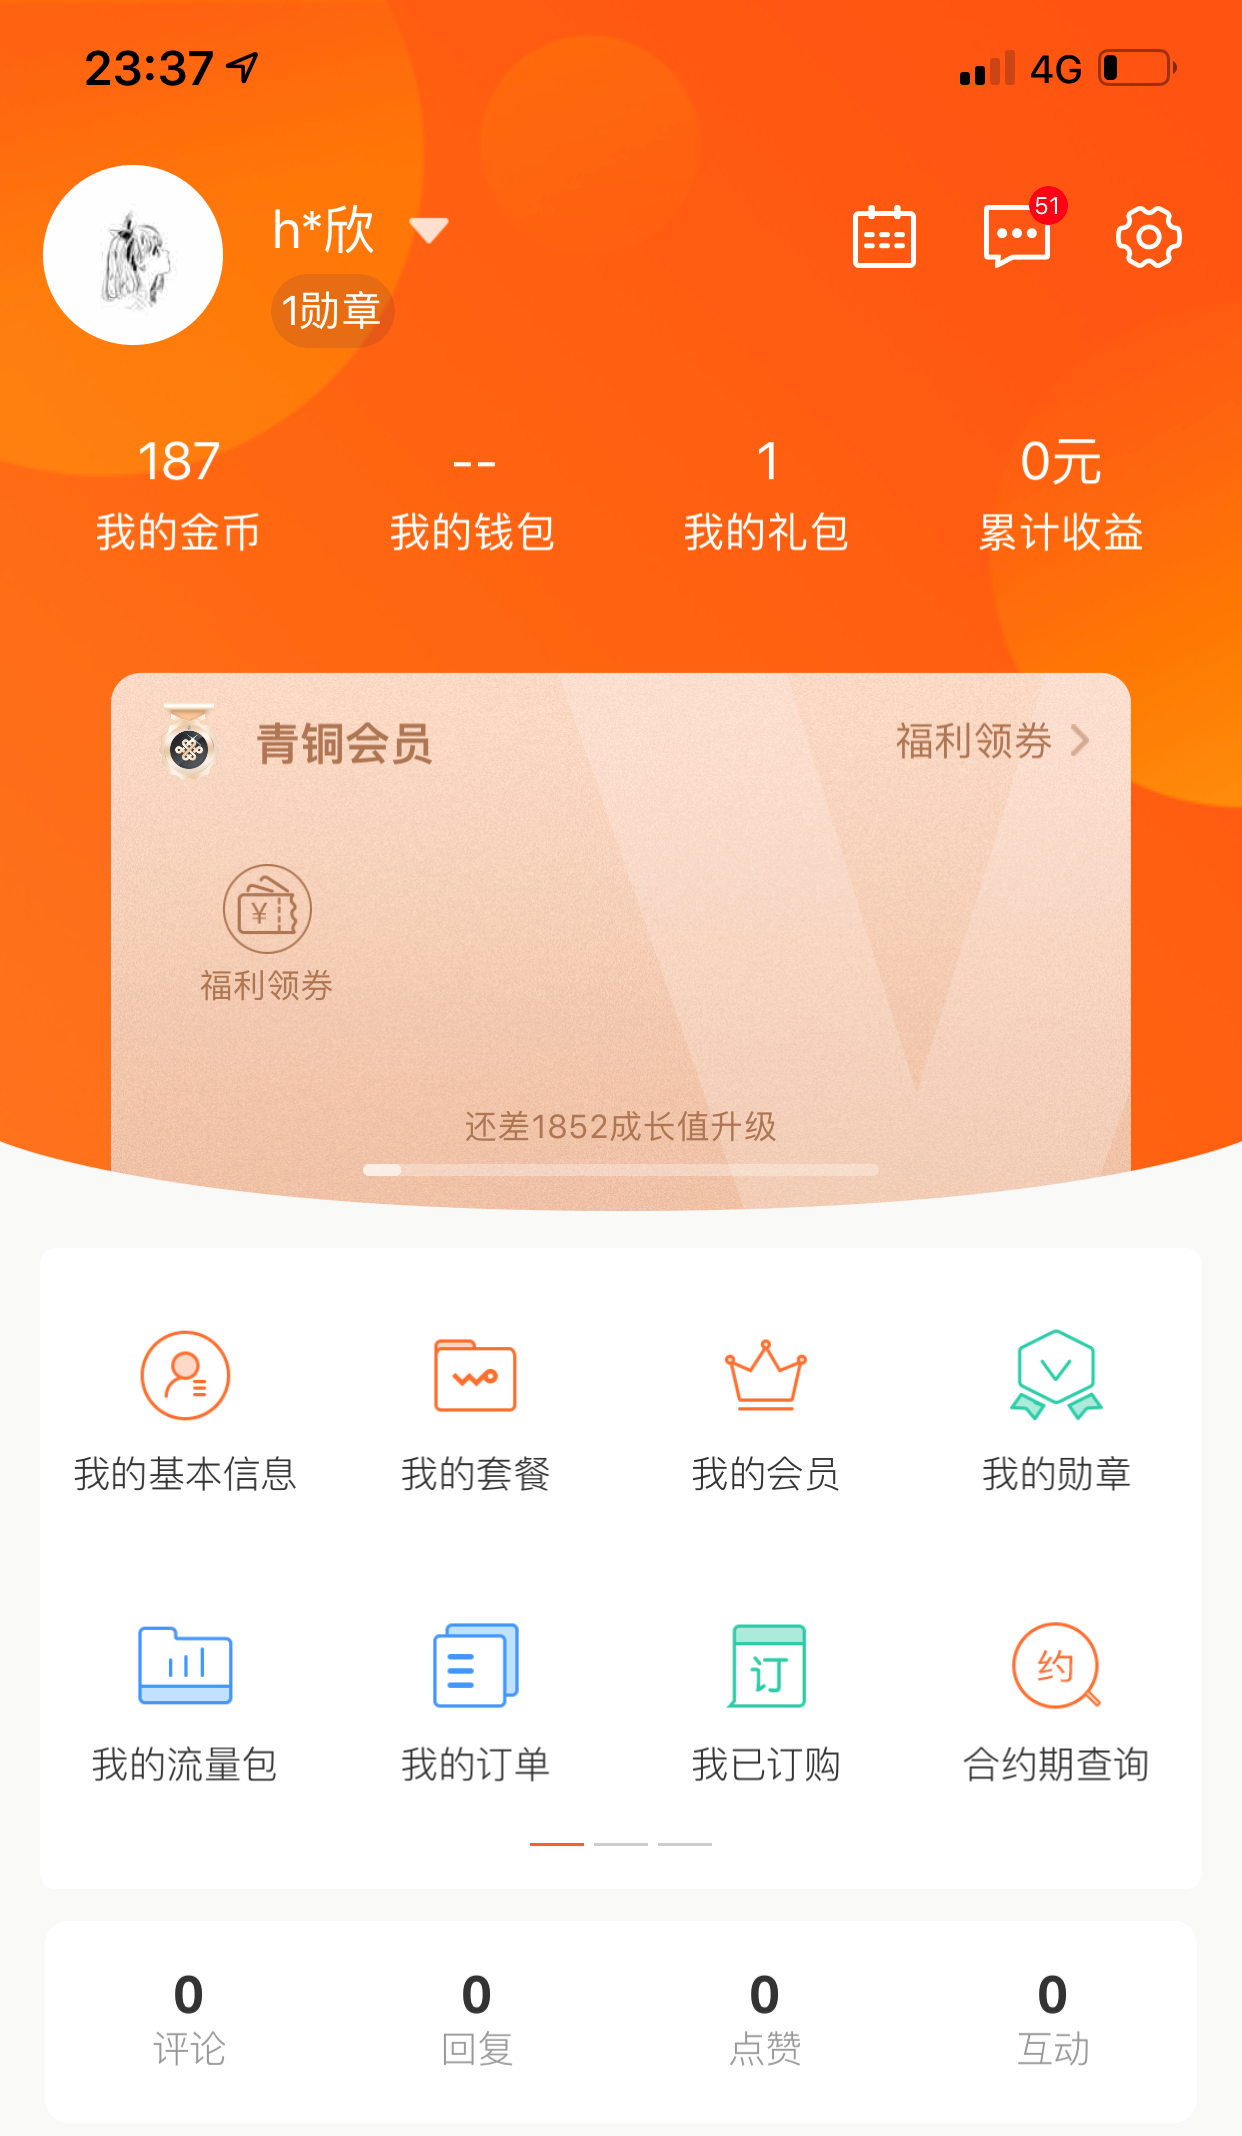 23:37
4G
h*欣
51
1勋章
187
--
1
0元
我的金币
我的钱包
我的礼包
累计收益
青铜会员
福利领券
¥
福利领券
还差1852成长值升级
我的基本信息
我的套餐
我的会员
我的勋章
订
约
我的流量包
我的订单
我已订购
合约期查询
0
0
0
0
评论
回复
点赞
互动